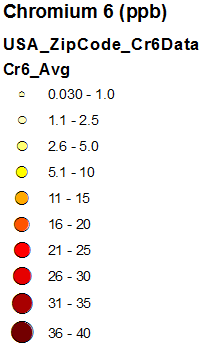 Chromium 6 (ppb)
USA_ZipCode_Cr6Data
Cr6_Avg
0.030 - 1.0
1.1 - 2.5
2.6 - 5.0
5.1 - 10
11 - 15
16 - 20
21 - 25
26 - 30
31 - 35
36 - 40